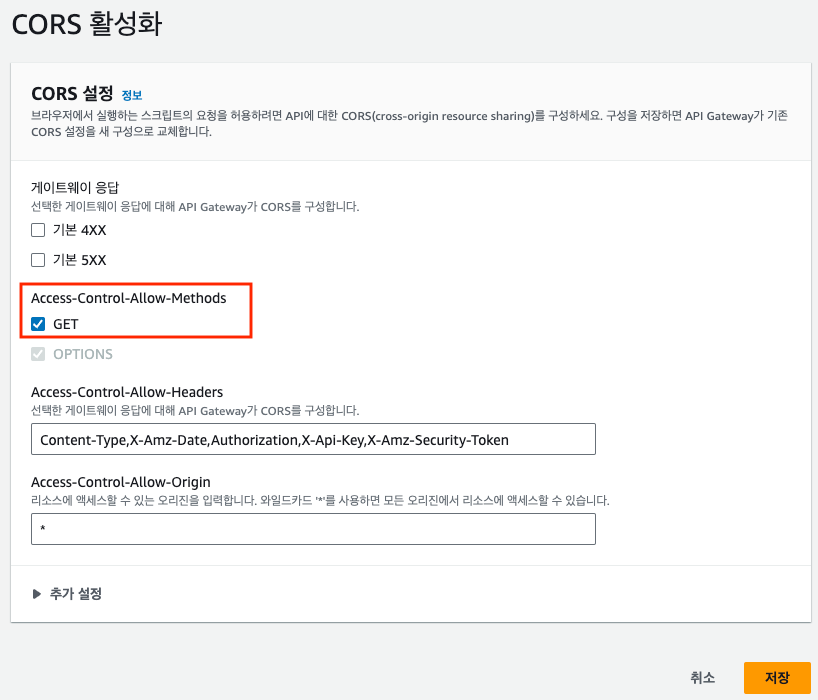 CORS 활성화
CORS 설정 정보
브라우저에서 실행하는 스크립트의 요청을 허용하려면 API에 대한 CORS(cross-origin resource sharing)를 구성하세요. 구성을 저장하면 API Gateway가 기존
CORS 설정을 새 구성으로 교체합니다.
게이트웨이 응답
선택한 게이트웨이 응답에 대해 API Gateway가 CORS를 구성합니다.
기본 4XX
기본 5XX
Access-Control-Allow-Methods
GET
OPTIONS
Access-Control-Allow-Headers
선택한 게이트웨이 응답에 대해 API Gateway가 CORS를 구성합니다.
Content-Type,X-Amz-Date,Authorization,X-Api-Key,X-Amz-Security-Token
Access-Control-Allow-Origin
리소스에 액세스할 수 있는 오리진을 입력합니다. 와일드카드 '*'를 사용하면 모든 오리진에서 리소스에 액세스할 수 있습니다.
*
추가 설정
취소 저장